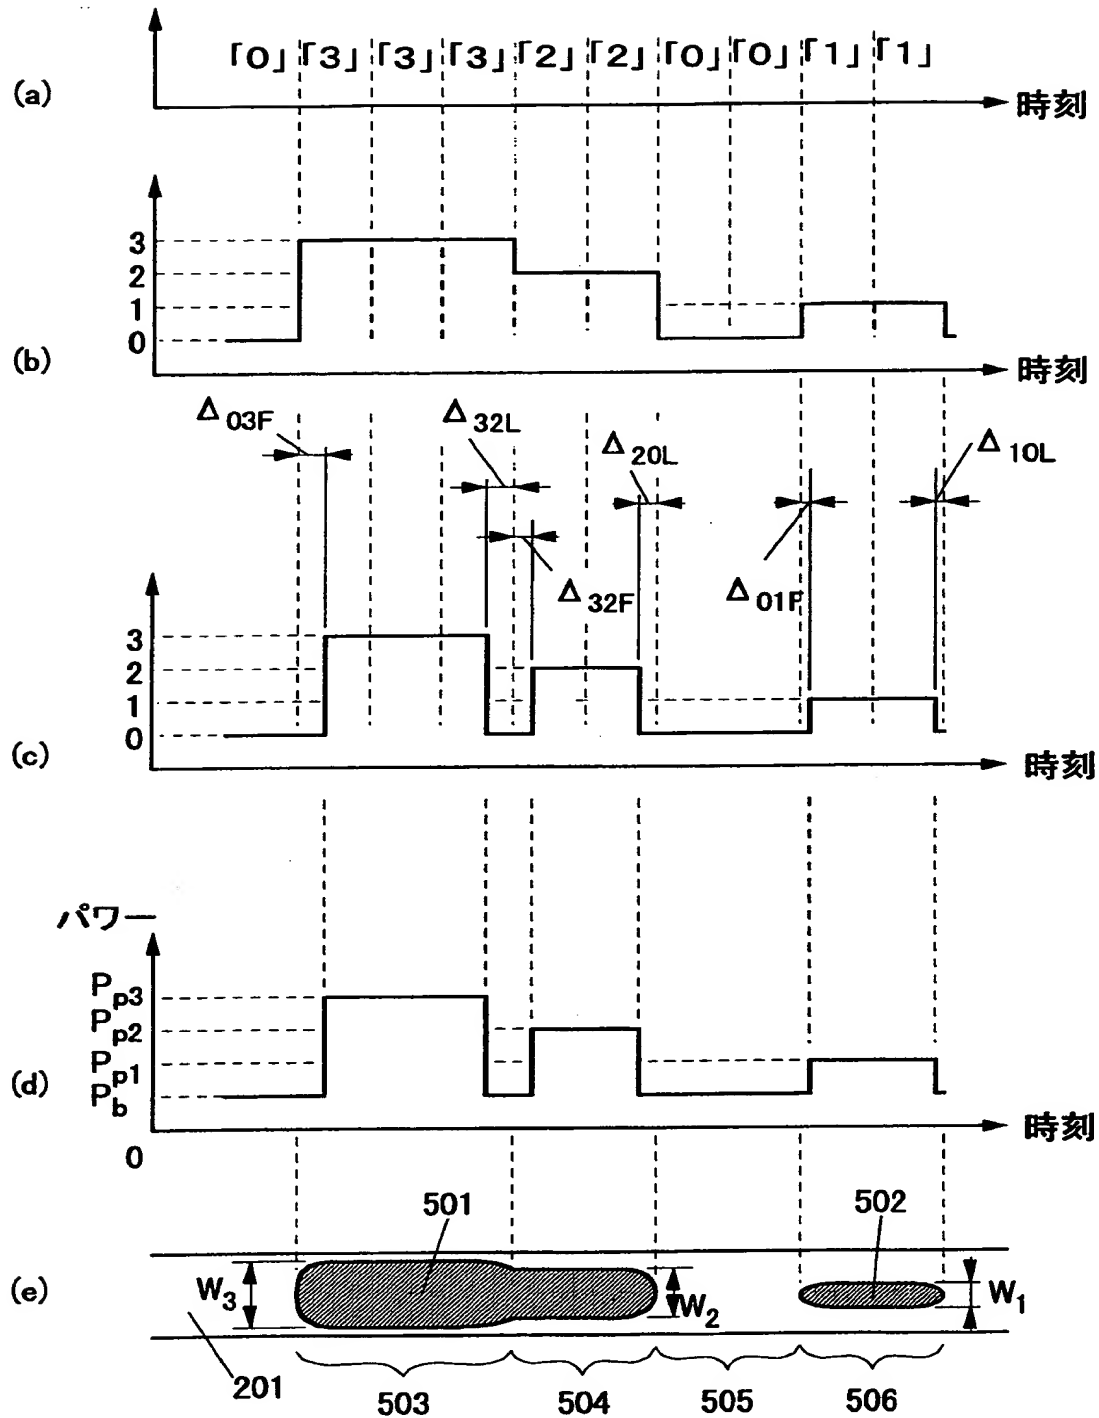 「0」「3」「3」「3」「2」「2」「0」「0」「1」「1」
(a)
時刻
3
2
1
0
(b)
時刻
Δ03F
Δ32L
Δ20L
Δ10L
Δ32F
Δ01F
3
2
1
0
(c)
時刻
パワー
Pp3
Pp2
Pp1
(d)
Pb
時刻
0
501
502
(e)
W3
W2
W1
201
503
504
505
506